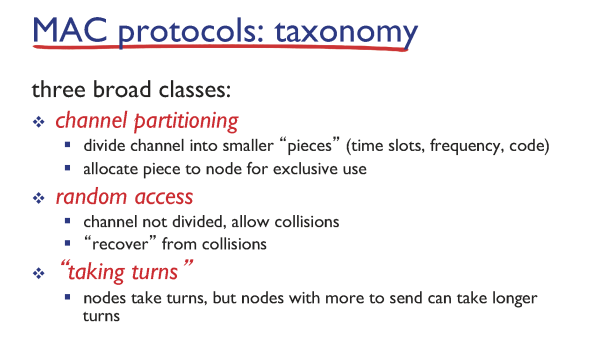 MAC protocols: taxonomy
three broad classes:
channel partitioning
divide channel into smaller “pieces” (time slots, frequency, code)
allocate piece to node for exclusive use
random access
channel not divided, allow collisions
“recover” from collisions
“taking turns”
nodes take turns, but nodes with more to send can take longer
turns